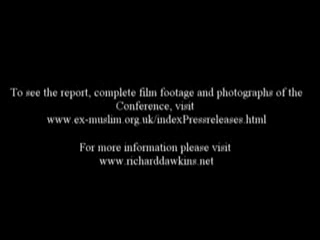 To see the report, complete film footage and photographs of the
Conference, visit
www.ex-muslim.org.uk/indexPressreleases.html
For more information please visit
www.richarddawkins.net